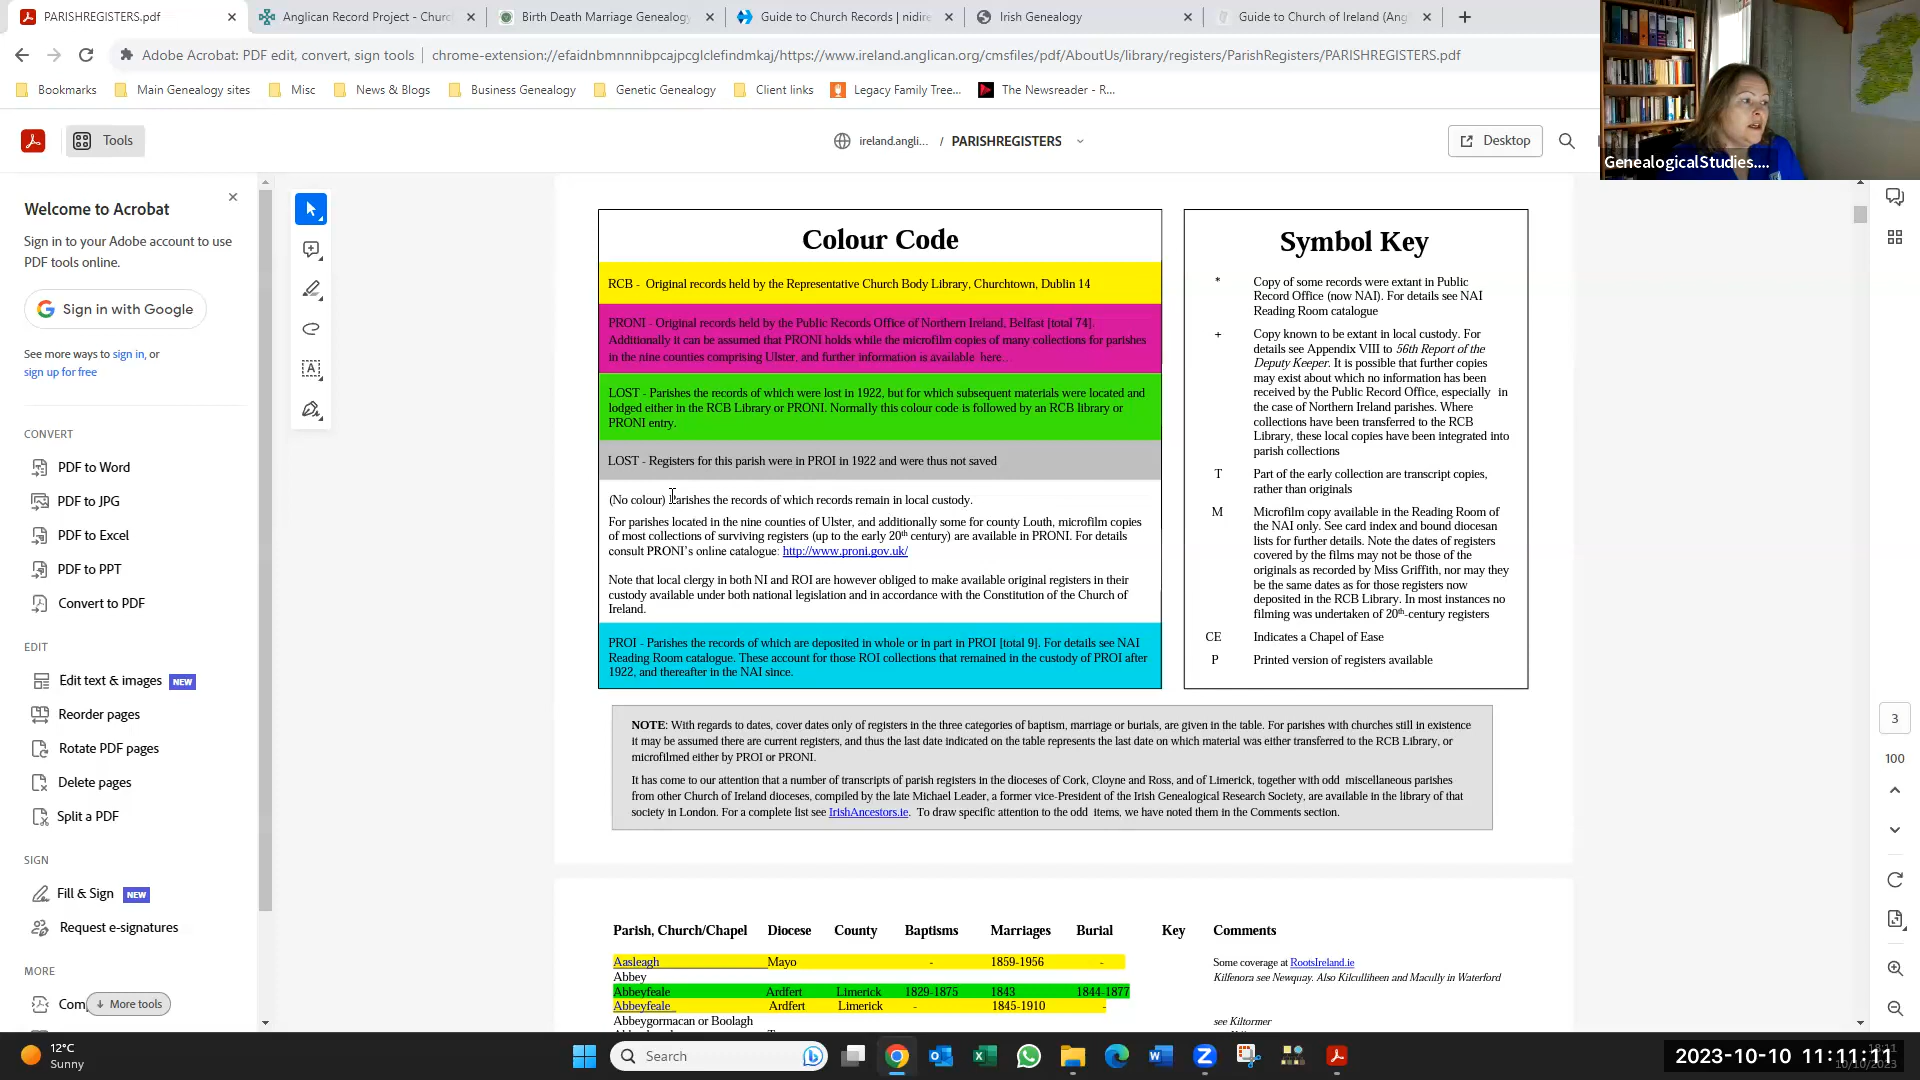 PARISHREGISTERS.pdf
Anglican Record Project - Churc
Birth Death Marriage Genealogy
Guide to Church Records | nidire
Irish Genealogy
Guide to Church of Ireland (Ang
Adobe Acrobat: PDF edit, convert, sign tools
chrome-extension://efaidnbmnnnibpcajpcglclefindmkaj/https://www.ireland.anglican.org/cmsfiles/pdf/AboutUs/library/registers/ParishRegisters/PARISHREGISTERS.pdf
Bookmarks
Main Genealogy sites
Misc
News & Blogs
Business Genealogy
Genetic Genealogy
Client links
Legacy Family Tree...
The Newsreader - R...
Tools
ireland.angli... / PARISHREGISTERS
Desktop
GenealogicalStudies....
Welcome to Acrobat
Sign in to your Adobe account to use
PDF tools online.
Sign in with Google
See more ways to sign in, or
sign up for free
CONVERT
PDF to Word
PDF to JPG
PDF to Excel
PDF to PPT
Convert to PDF
EDIT
Edit text & images NEW
Reorder pages
Rotate PDF pages
Delete pages
Split a PDF
SIGN
Fill & Sign NEW
Request e-signatures
MORE
Com
More tools
Colour Code
RCB - Original records held by the Representative Church Body Library, Churchtown, Dublin 14
PRONI - Original records held by the Public Records Office of Northern Ireland, Belfast [total 74].
Additionally it can be assumed that PRONI holds while the microfilm copies of many collections for parishes
in the nine counties comprising Ulster, and further information is available here...
LOST - Parishes the records of which were lost in 1922, but for which subsequent materials were located and
lodged either in the RCB Library or PRONI. Normally this colour code is followed by an RCB library or
PRONI entry.
LOST - Registers for this parish were in PROI in 1922 and were thus not saved
(No colour) Parishes the records of which records remain in local custody.
For parishes located in the nine counties of Ulster, and additionally some for county Louth, microfilm copies
of most collections of surviving registers (up to the early 20th century) are available in PRONI. For details
consult PRONI's online catalogue: http://www.proni.gov.uk/
Note that local clergy in both NI and ROI are however obliged to make available original registers in their
custody available under both national legislation and in accordance with the Constitution of the Church of
Ireland.
PROI - Parishes the records of which are deposited in whole or in part in PROI [total 9]. For details see NAI
Reading Room catalogue. These account for those ROI collections that remained in the custody of PROI after
1922, and thereafter in the NAI since.
Symbol Key
* Copy of some records were extant in Public
Record Office (now NAI). For details see NAI
Reading Room catalogue
+ Copy known to be extant in local custody. For
details see Appendix VIII to 56th Report of the
Deputy Keeper. It is possible that further copies
may exist about which no information has been
received by the Public Record Office, especially in
the case of Northern Ireland parishes. Where
collections have been transferred to the RCB
Library, these local copies have been integrated into
parish collections
T Part of the early collection are transcript copies,
rather than originals
M Microfilm copy available in the Reading Room of
the NAI only. See card index and bound diocesan
lists for further details. Note the dates of registers
covered by the films may not be those of the
originals as recorded by Miss Griffith, nor may they
be the same dates as for those registers now
deposited in the RCB Library. In most instances no
filming was undertaken of 20th-century registers
CE Indicates a Chapel of Ease
P Printed version of registers available
NOTE: With regards to dates, cover dates only of registers in the three categories of baptism, marriage or burials, are given in the table. For parishes with churches still in existence
it may be assumed there are current registers, and thus the last date indicated on the table represents the last date on which material was either transferred to the RCB Library, or
microfilmed either by PROI or PRONI.
It has come to our attention that a number of transcripts of parish registers in the dioceses of Cork, Cloyne and Ross, and of Limerick, together with odd miscellaneous parishes
from other Church of Ireland dioceses, compiled by the late Michael Leader, a former vice-President of the Irish Genealogical Research Society, are available in the library of that
society in London. For a complete list see IrishAncestors.ie. To draw specific attention to the odd items, we have noted them in the Comments section.
3
100
Parish, Church/Chapel Diocese County Baptisms Marriages Burial Key Comments
Aasleagh Mayo - 1859-1956 - Some coverage at RootsIreland.ie
Abbey Kilfenora see Newquay. Also Kilculliheen and Macully in Waterford
Abbeyfeale Ardfert Limerick 1829-1875 1843 1844-1877
Abbeyfeale Ardfert Limerick - 1845-1910 -
Abbeygormacan or Boolagh see Kiltormer
12°C
Sunny
Search
2023-10-10 11:11:11